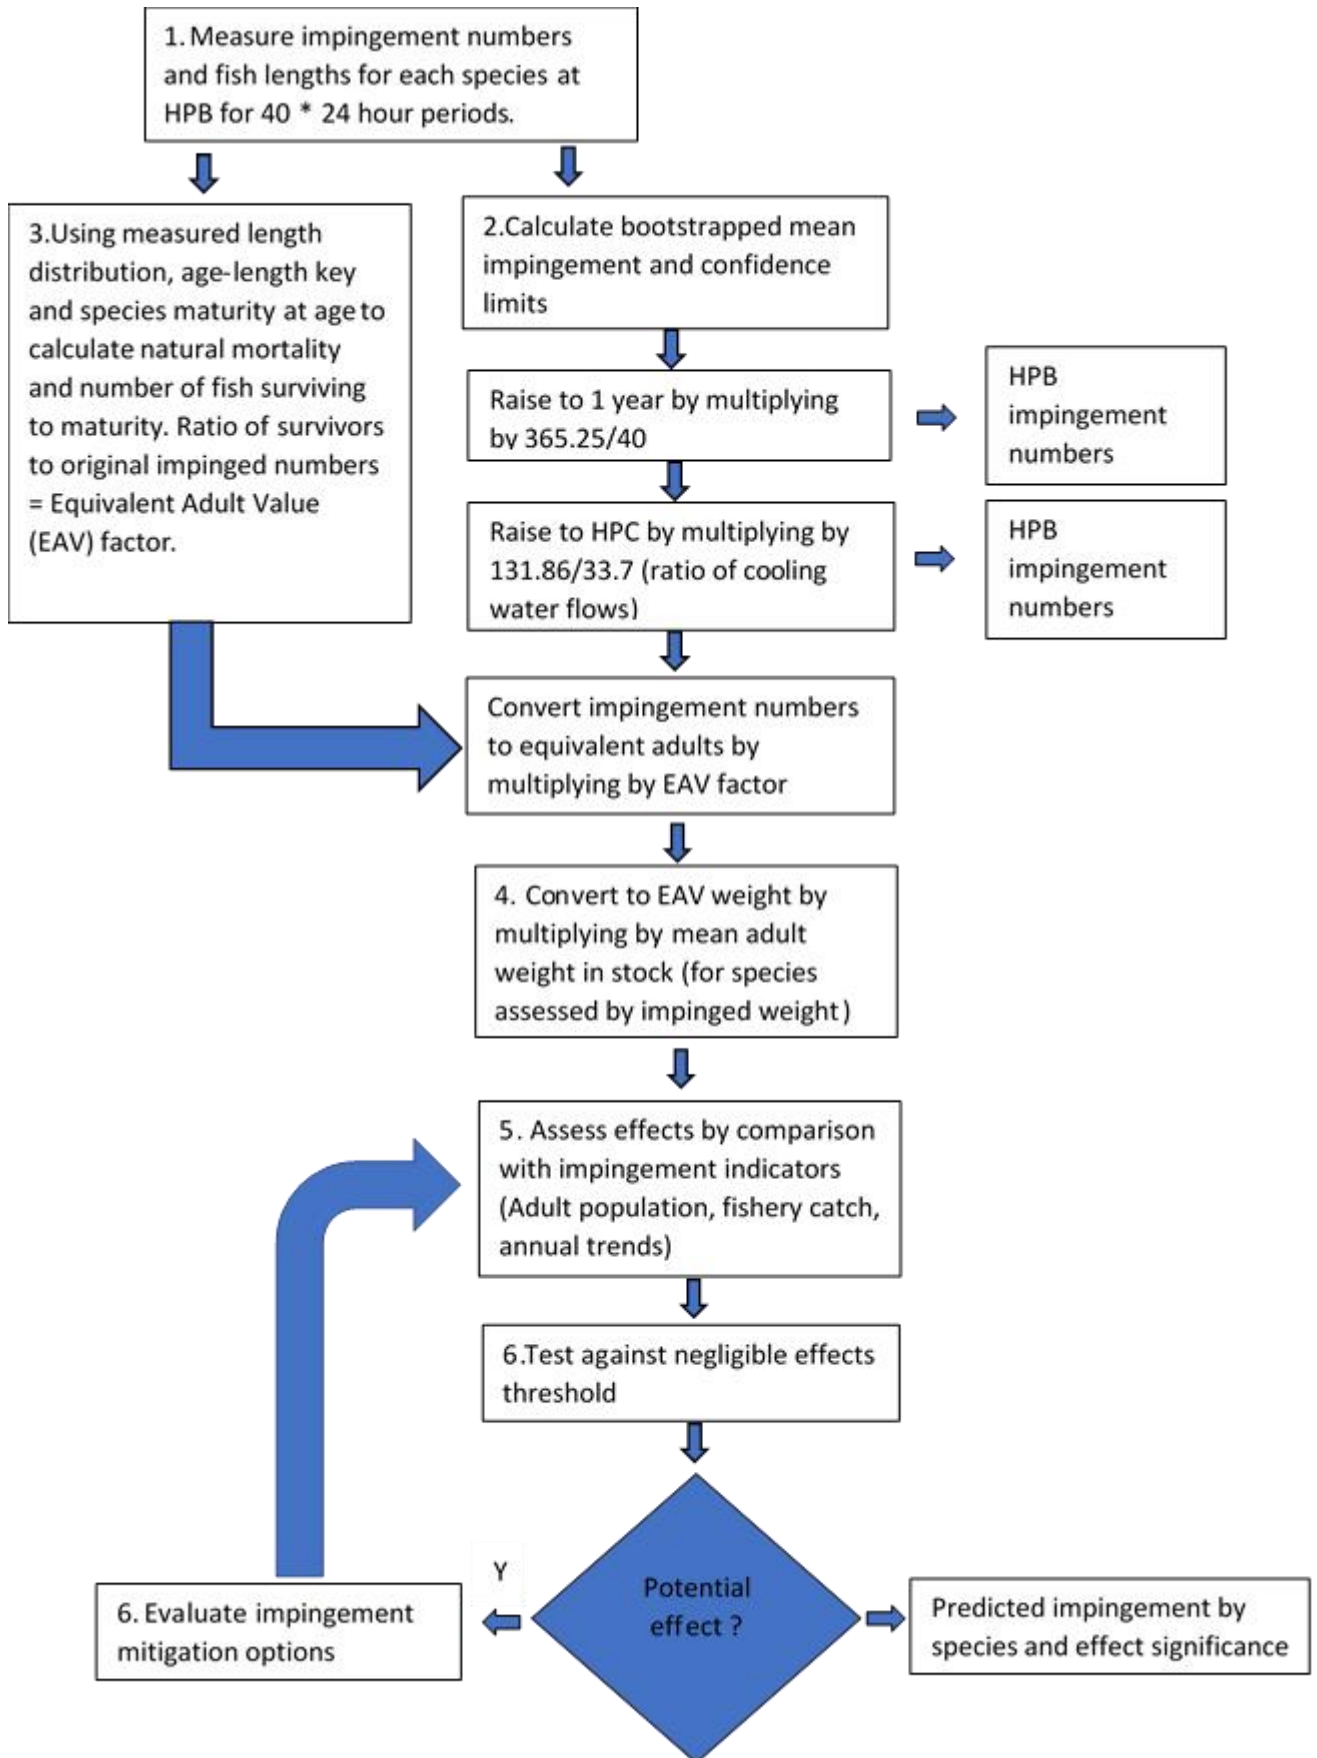 1. Measure impingement numbers
and fish lengths for each species at
HPB for 40 * 24 hour periods.
3.Using measured length
distribution, age-length key
and species maturity at age to
calculate natural mortality
and number of fish surviving
to maturity. Ratio of survivors
to original impinged numbers
= Equivalent Adult Value
(EAV) factor.
2.Calculate bootstrapped mean
impingement and confidence
limits
Raise to 1 year by multiplying
by 365.25/40
HPB
impingement
numbers
Raise to HPC by multiplying by
131.86/33.7 (ratio of cooling
water flows)
HPB
impingement
numbers
Convert impingement numbers
to equivalent adults by
multiplying by EAV factor
4. Convert to EAV weight by
multiplying by mean adult
weight in stock (for species
assessed by impinged weight)
5. Assess effects by comparison
with impingement indicators
(Adult population, fishery catch,
annual trends)
6.Test against negligible effects
threshold
Potential
effect ?
Y
6. Evaluate impingement
mitigation options
Predicted impingement by
species and effect significance